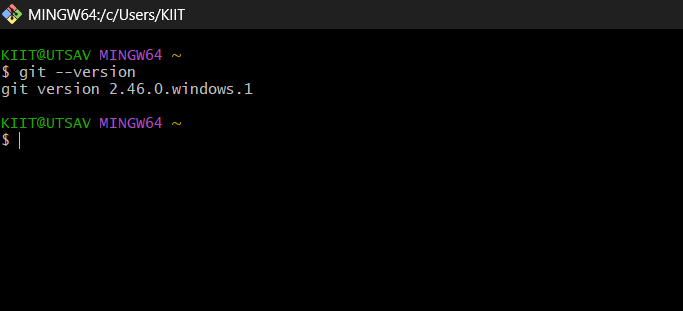 MINGW64:/c/Users/KIIT
KIIT@UTSAV MINGW64 ~
$ git --version
git version 2.46.0.windows.1
KIIT@UTSAV MINGW64 ~
$